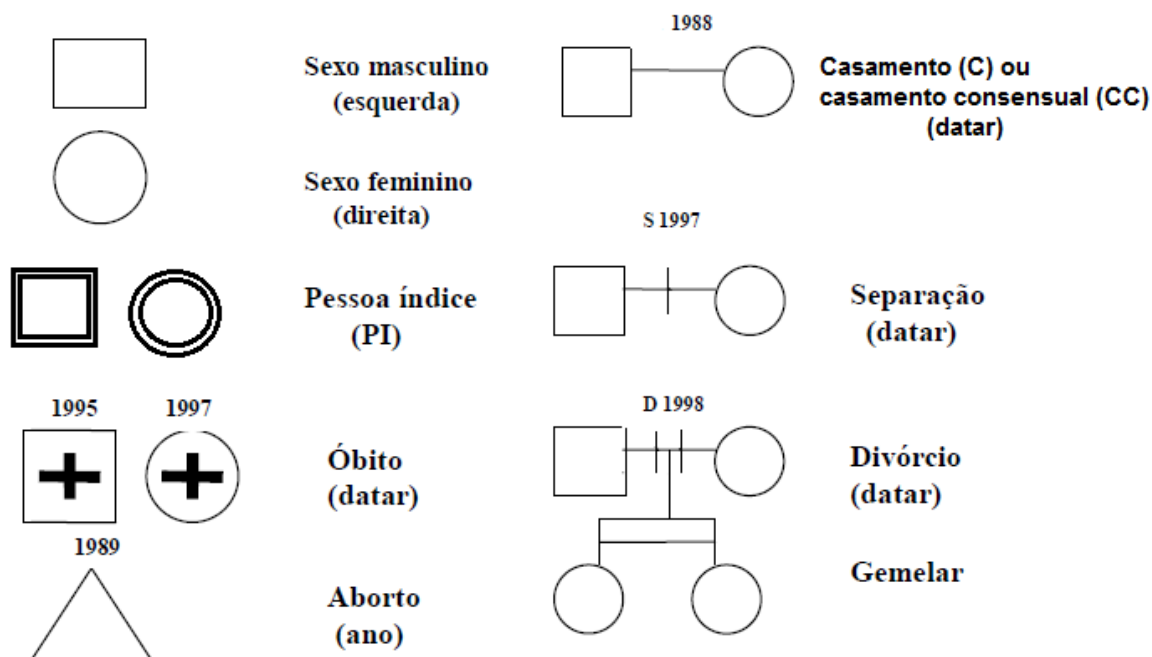 Sexo masculino
(esquerda)
Sexo feminino
(direita)
Pessoa índice
(PI)
1995 1997
Óbito
(datar)
1989
Aborto
(ano)
1988
Casamento (C) ou
casamento consensual (CC)
(datar)
S 1997
Separação
(datar)
D 1998
Divórcio
(datar)
Gemelar